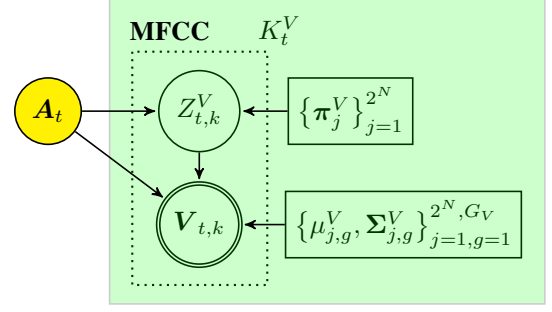 MFCC K_t^V
A_t
Z_{t,k}^V
{π_j^V}_{j=1}^{2^N}
V_{t,k}
{μ_{j,g}^V, Σ_{j,g}^V}_{j=1,g=1}^{2^N,G_V}